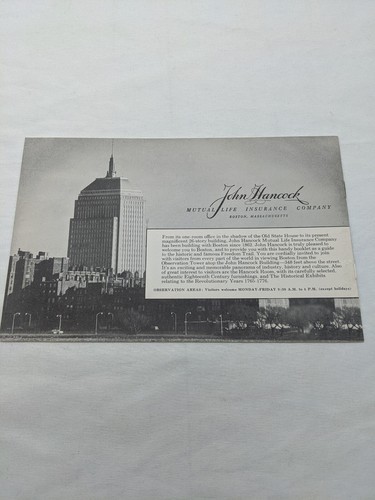 John Hancock
MUTUAL LIFE INSURANCE COMPANY
BOSTON, MASSACHUSETTS
From its one room office in the shadow of the Old State House to its present
magnificent 26-story building, John Hancock Mutual Life Insurance Company
has been building with Boston since 1862. John Hancock is truly pleased to
welcome you to Boston, and to provide you with this handy booklet as a guide
to the historic and famous Freedom Trail. You are cordially invited to join
with visitors from every part of the world in viewing Boston from the
Observation Tower atop the John Hancock Building—348 feet above the street.
It's an exciting and memorable panorama of industry, history and culture. Also
of great interest to visitors are the Hancock House, with its carefully selected
authentic Eighteenth Century furnishings, and The Historical Exhibits
relating to the Revolutionary Years 1765-1776.
OBSERVATION AREAS: Visitors welcome MONDAY-FRIDAY A.M. to 4 P.M. (except holidays)